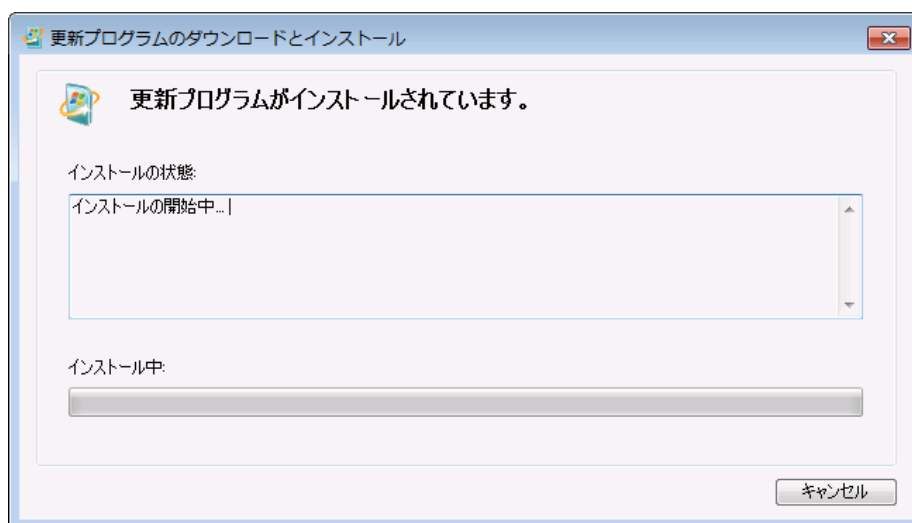 更新プログラムのダウンロードとインストール
更新プログラムがインストールされています。
インストールの状態:
インストールの開始中...
インストール中:
キャンセル